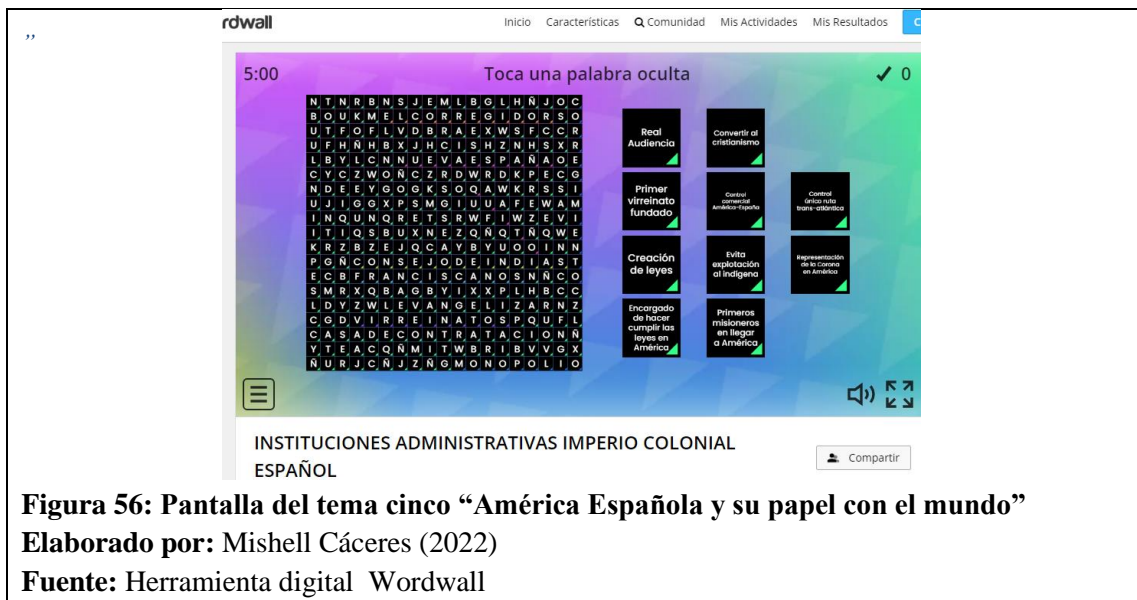 ,,
rdwall Inicio Características Comunidad Mis Actividades Mis Resultados
5:00 Toca una palabra oculta 0
N T N R B N S J E M L B G L H Ñ J O C
B O U K M E L C O R R E G I D O R S O
U T F O F L V D B R A E X W S F C C R
U F H Ñ H B X J H C I S H Z N H S X R
L B Y L C N N U E V A E S P A Ñ A O E
C Y C Z W O Ñ C Z R D W R D K P E C G
N D E E Y G O G K S O Q A W K R S S I
U J I G G X P S M G I U U A F E W A M
I N Q U N Q R E T S R W F I W Z E V I
I T I Q S B U X N E Z Q Ñ Q T Ñ Q W E
K R Z B Z E J Q C A Y B Y U O O I N N
P G Ñ C O N S E J O D E I N D I A S T
E C B F R A N C I S C A N O S N Ñ C O
S M R X Q B A G B Y I X X P L H B C C
L D Y Z W L E V A N G E L I Z A R N Z
C G D V I R R E I N A T O S P Q U F L
C A S A D E C O N T R A T A C I O N Ñ
Y T E A C Q Ñ M I T W B R I B V V G X
Ñ U R J C Ñ J Z Ñ G M O N O P O L I O
Real
Audiencia
Convertir al
cristianismo
Primer
virreinato
fundado
Control
comercial
América-España
Control
único ruta
trans-atlántica
Creación
de leyes
Evita
explotación
al indígena
Representación
de la Corona
en América
Encargado
de hacer
cumplir las
leyes en
América
Primeros
misioneros
en llegar
a América
INSTITUCIONES ADMINISTRATIVAS IMPERIO COLONIAL
ESPAÑOL
Compartir
Figura 56: Pantalla del tema cinco “América Española y su papel con el mundo”
Elaborado por: Mishell Cáceres (2022)
Fuente: Herramienta digital Wordwall